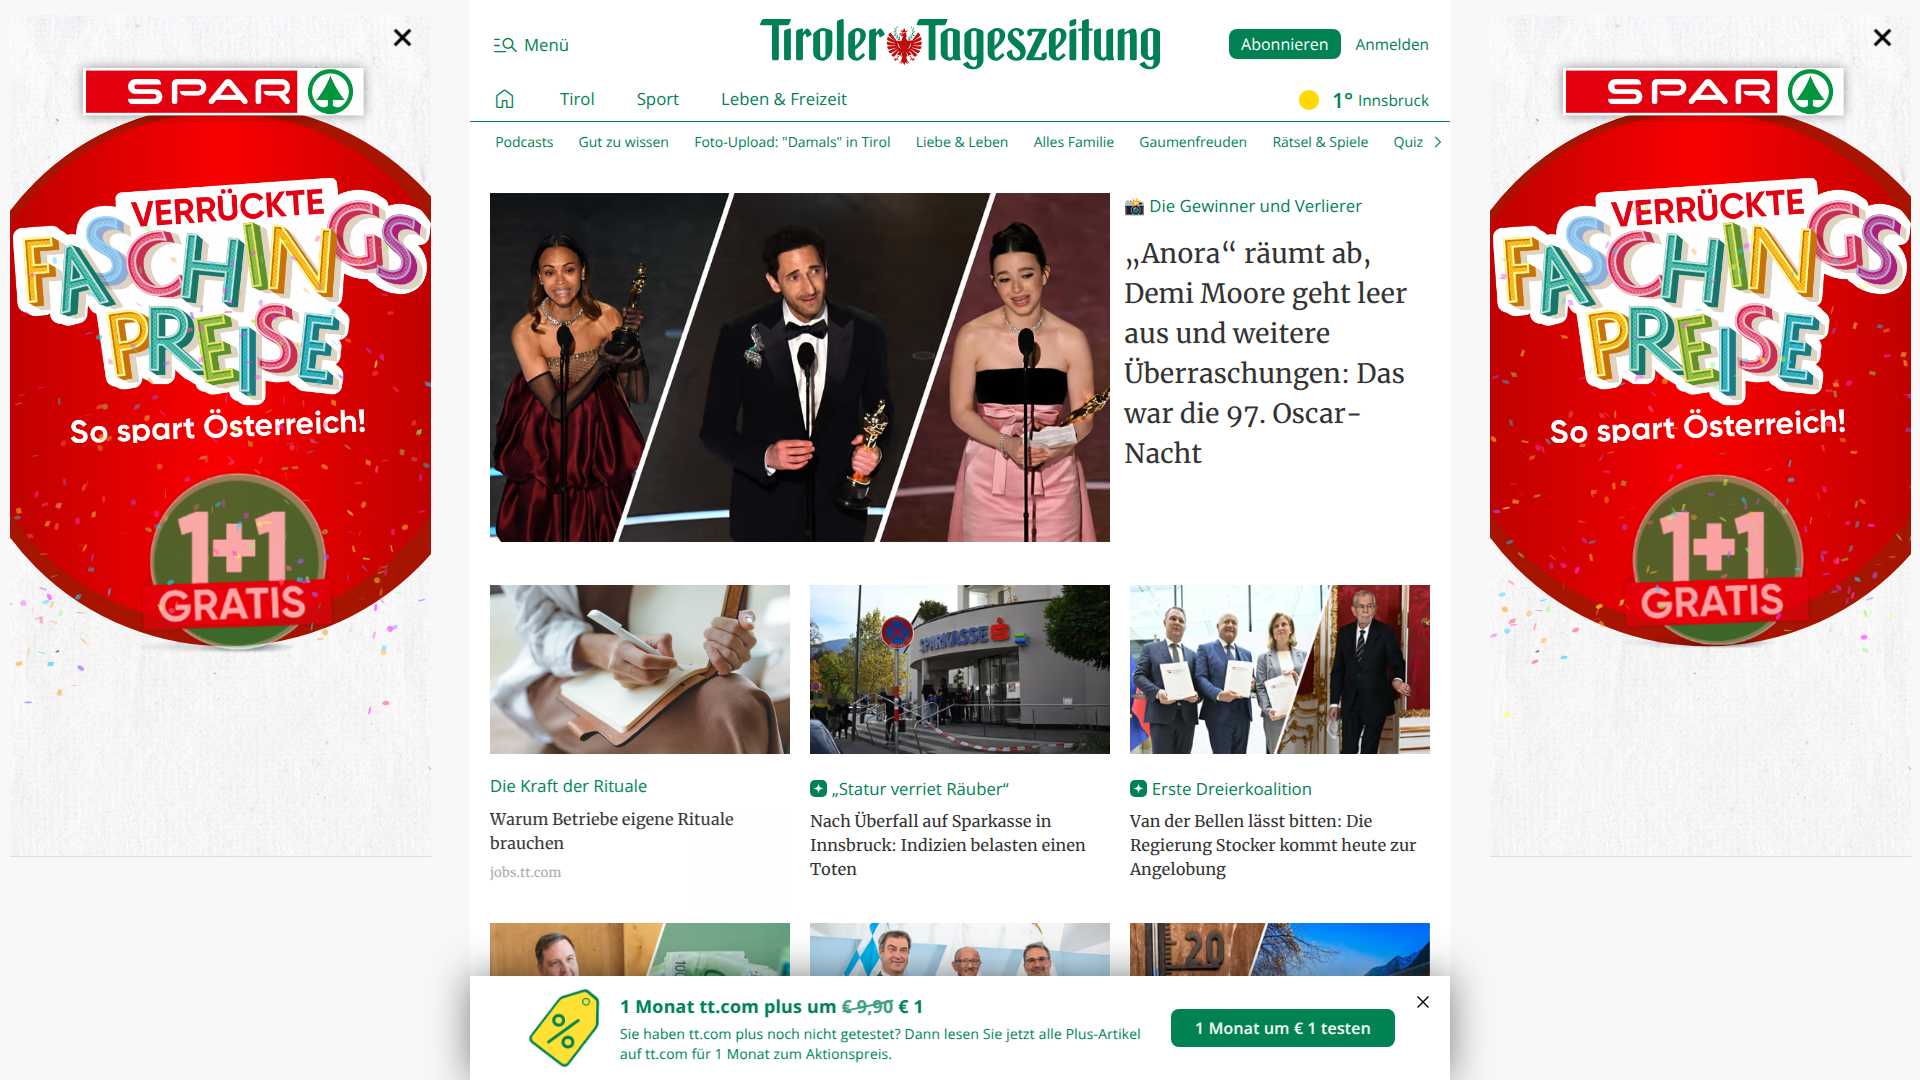 SPAR
VERRÜCKTE
FASCHINGS
PREISE
So spart Österreich!
1+1
GRATIS
Menü
Tiroler Tageszeitung
Abonnieren
Anmelden
Tirol
Sport
Leben & Freizeit
1° Innsbruck
Podcasts
Gut zu wissen
Foto-Upload: "Damals" in Tirol
Liebe & Leben
Alles Familie
Gaumenfreuden
Rätsel & Spiele
Quiz
Die Gewinner und Verlierer
„Anora“ räumt ab,
Demi Moore geht leer
aus und weitere
Überraschungen: Das
war die 97. Oscar-
Nacht
SPARKASSE
Die Kraft der Rituale
Warum Betriebe eigene Rituale
brauchen
jobs.tt.com
„Statur verriet Räuber“
Nach Überfall auf Sparkasse in
Innsbruck: Indizien belasten einen
Toten
Erste Dreierkoalition
Van der Bellen lässt bitten: Die
Regierung Stocker kommt heute zur
Angelobung
100
20
1 Monat tt.com plus um € 9,90 € 1
Sie haben tt.com plus noch nicht getestet? Dann lesen Sie jetzt alle Plus-Artikel
auf tt.com für 1 Monat zum Aktionspreis.
1 Monat um € 1 testen
SPAR
VERRÜCKTE
FASCHINGS
PREISE
So spart Österreich!
1+1
GRATIS